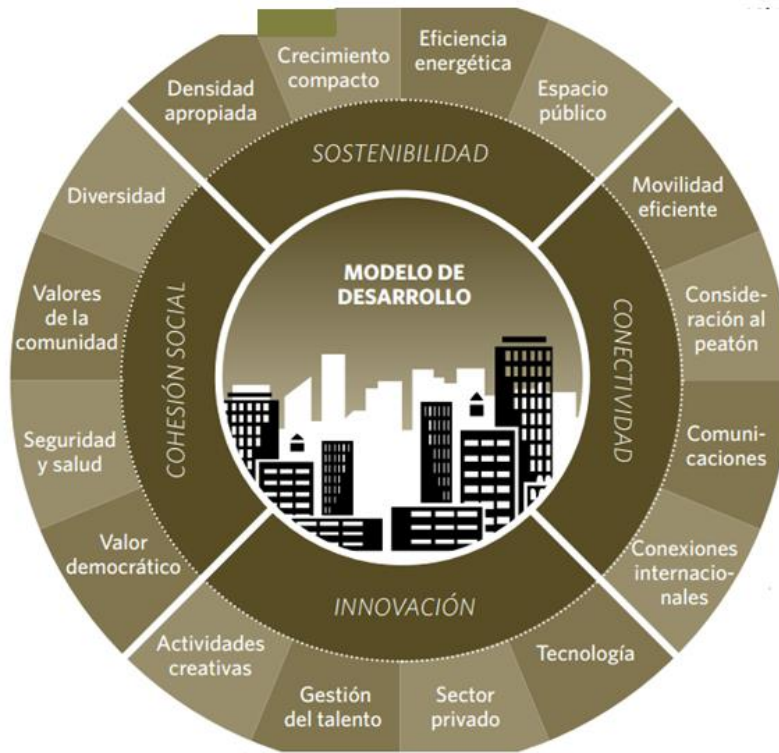 Densidad
apropiada
Crecimiento
compacto
Eficiencia
energética
Espacio
público
SOSTENIBILIDAD
Movilidad
eficiente
Conside-
ración al
peatón
Comuni-
caciones
Conexiones
internacio-
nales
CONECTIVIDAD
Tecnología
Sector
privado
Gestión
del talento
Actividades
creativas
INNOVACIÓN
Valor
democrático
Seguridad
y salud
Valores
de la
comunidad
Diversidad
COHESIÓN SOCIAL
MODELO DE
DESARROLLO